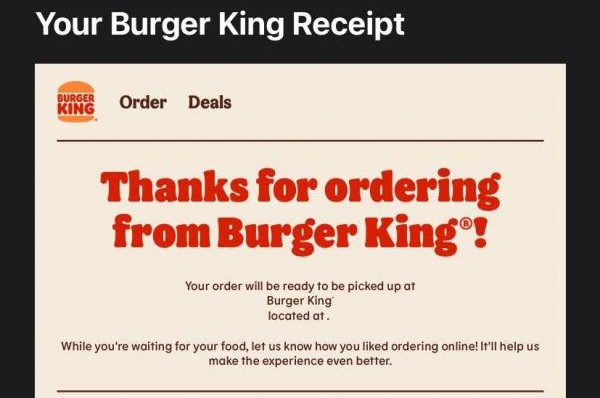 Your Burger King Receipt
BURGER
KING
Order Deals
Thanks for ordering
from Burger King®!
Your order will be ready to be picked up at
Burger King
located at .
While you're waiting for your food, let us know how you liked ordering online! It'll help us
make the experience even better.